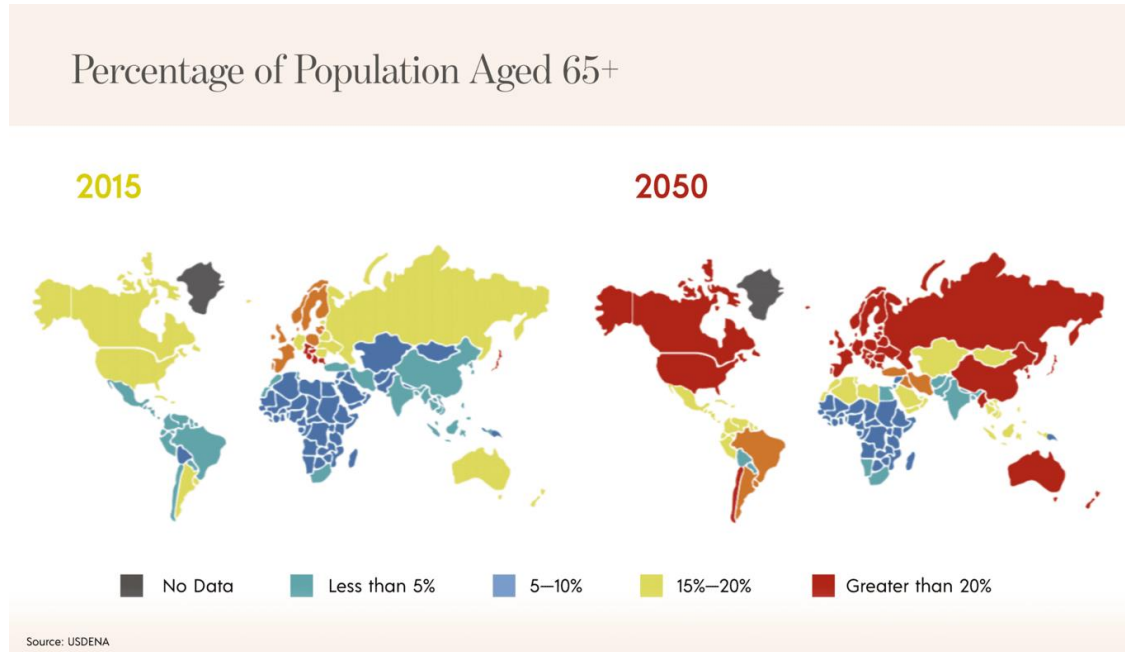 Percentage of Population Aged 65+
2015
2050
No Data
Less than 5%
5—10%
15%—20%
Greater than 20%
Source: USDENA